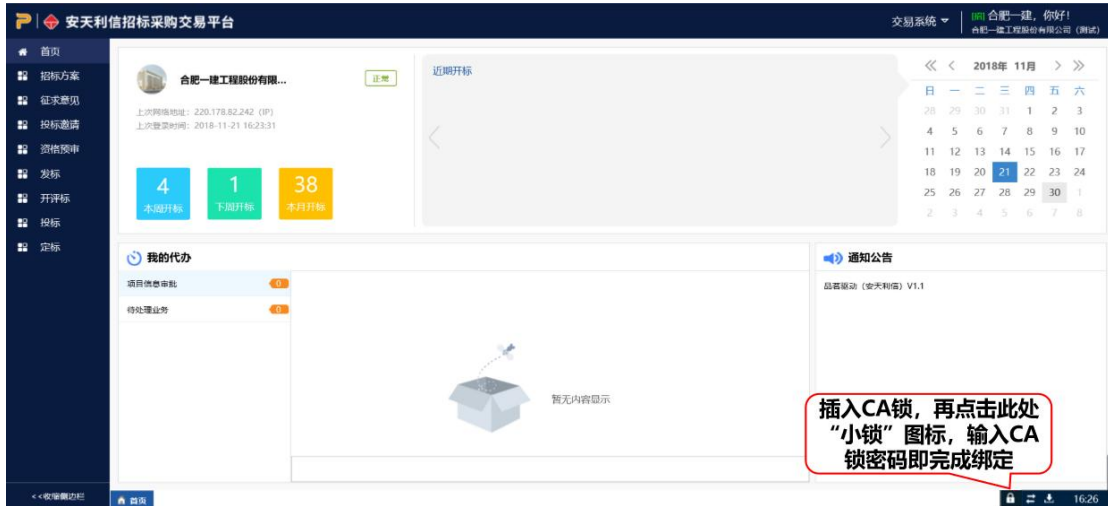 安天利信招标采购交易平台
交易系统
合肥一建，你好！
合肥一建工程股份有限公司（测试）
首页
招标方案
征求意见
投标邀请
资格预审
发标
开评标
投标
定标
<<收缩侧边栏
合肥一建工程股份有限...
正常
上次网络地址：220.178.82.242 (IP)
上次登录时间：2018-11-21 16:23:31
4
本周开标
1
下周开标
38
本月开标
近期开标
2018年 11月
日 一 二 三 四 五 六
28 29 30 31 1 2 3
4 5 6 7 8 9 10
11 12 13 14 15 16 17
18 19 20 21 22 23 24
25 26 27 28 29 30 1
2 3 4 5 6 7 8
我的代办
项目信息审批 0
待处理业务 0
暂无内容显示
通知公告
品茗驱动（安天利信）V1.1
插入CA锁，再点击此处
“小锁”图标，输入CA
锁密码即完成绑定
首页
16:26